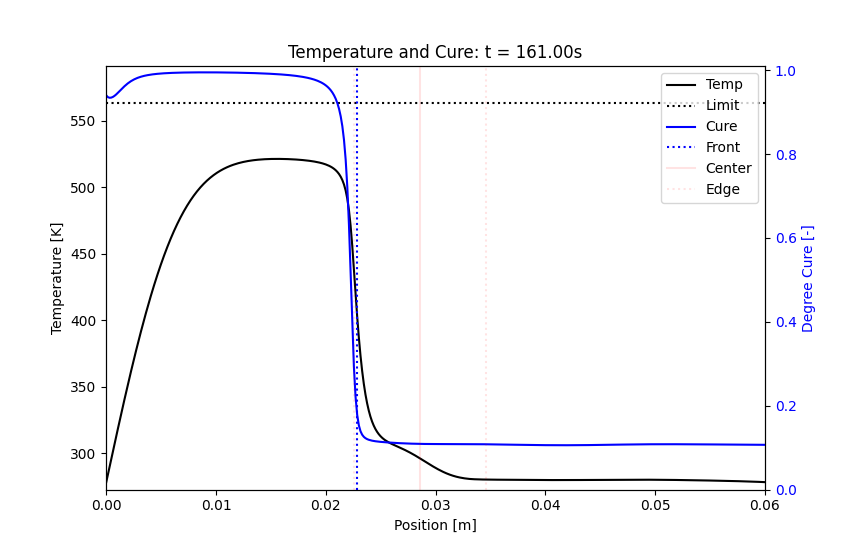 Temperature and Cure: t = 161.00s
Temperature [K]
550
500
450
400
350
300
Temp
Limit
Cure
Front
Center
Edge
1.0
0.8
0.6
0.4
0.2
0.0
Degree Cure [-]
0.00
0.01
0.02
0.03
0.04
0.05
0.06
Position [m]